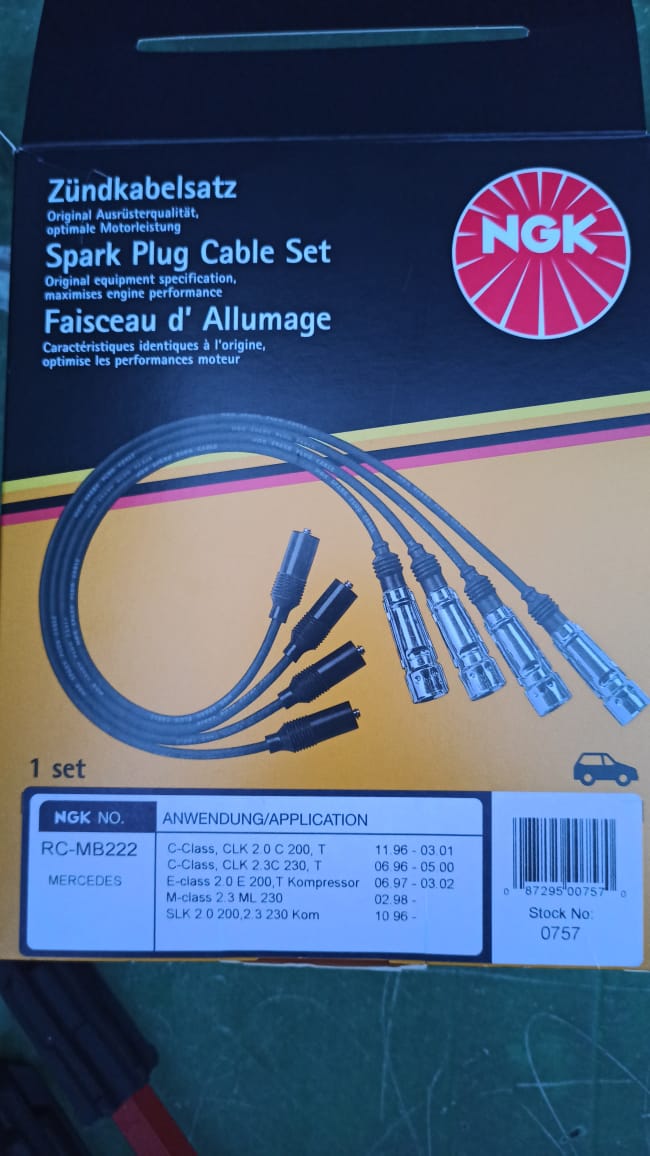 Zündkabelsatz
Original Ausrüsterqualität,
optimale Motorleistung
Spark Plug Cable Set
Original equipment specification,
maximises engine performance
Faisceau d' Allumage
Caractéristiques identiques à l'origine,
optimise les performances moteur
NGK
1 set
NGK NO.
ANWENDUNG/APPLICATION
RC-MB222
MERCEDES
C-Class, CLK 2.0 C 200, T 11.96 - 03.01
C-Class, CLK 2.3C 230, T 06.96 - 05 00
E-class 2.0 E 200,T Kompressor 06.97 - 03.02
M-class 2.3 ML 230 02.98 -
SLK 2.0 200,2.3 230 Kom 10 96 -
0 87295 00757 0
Stock No:
0757